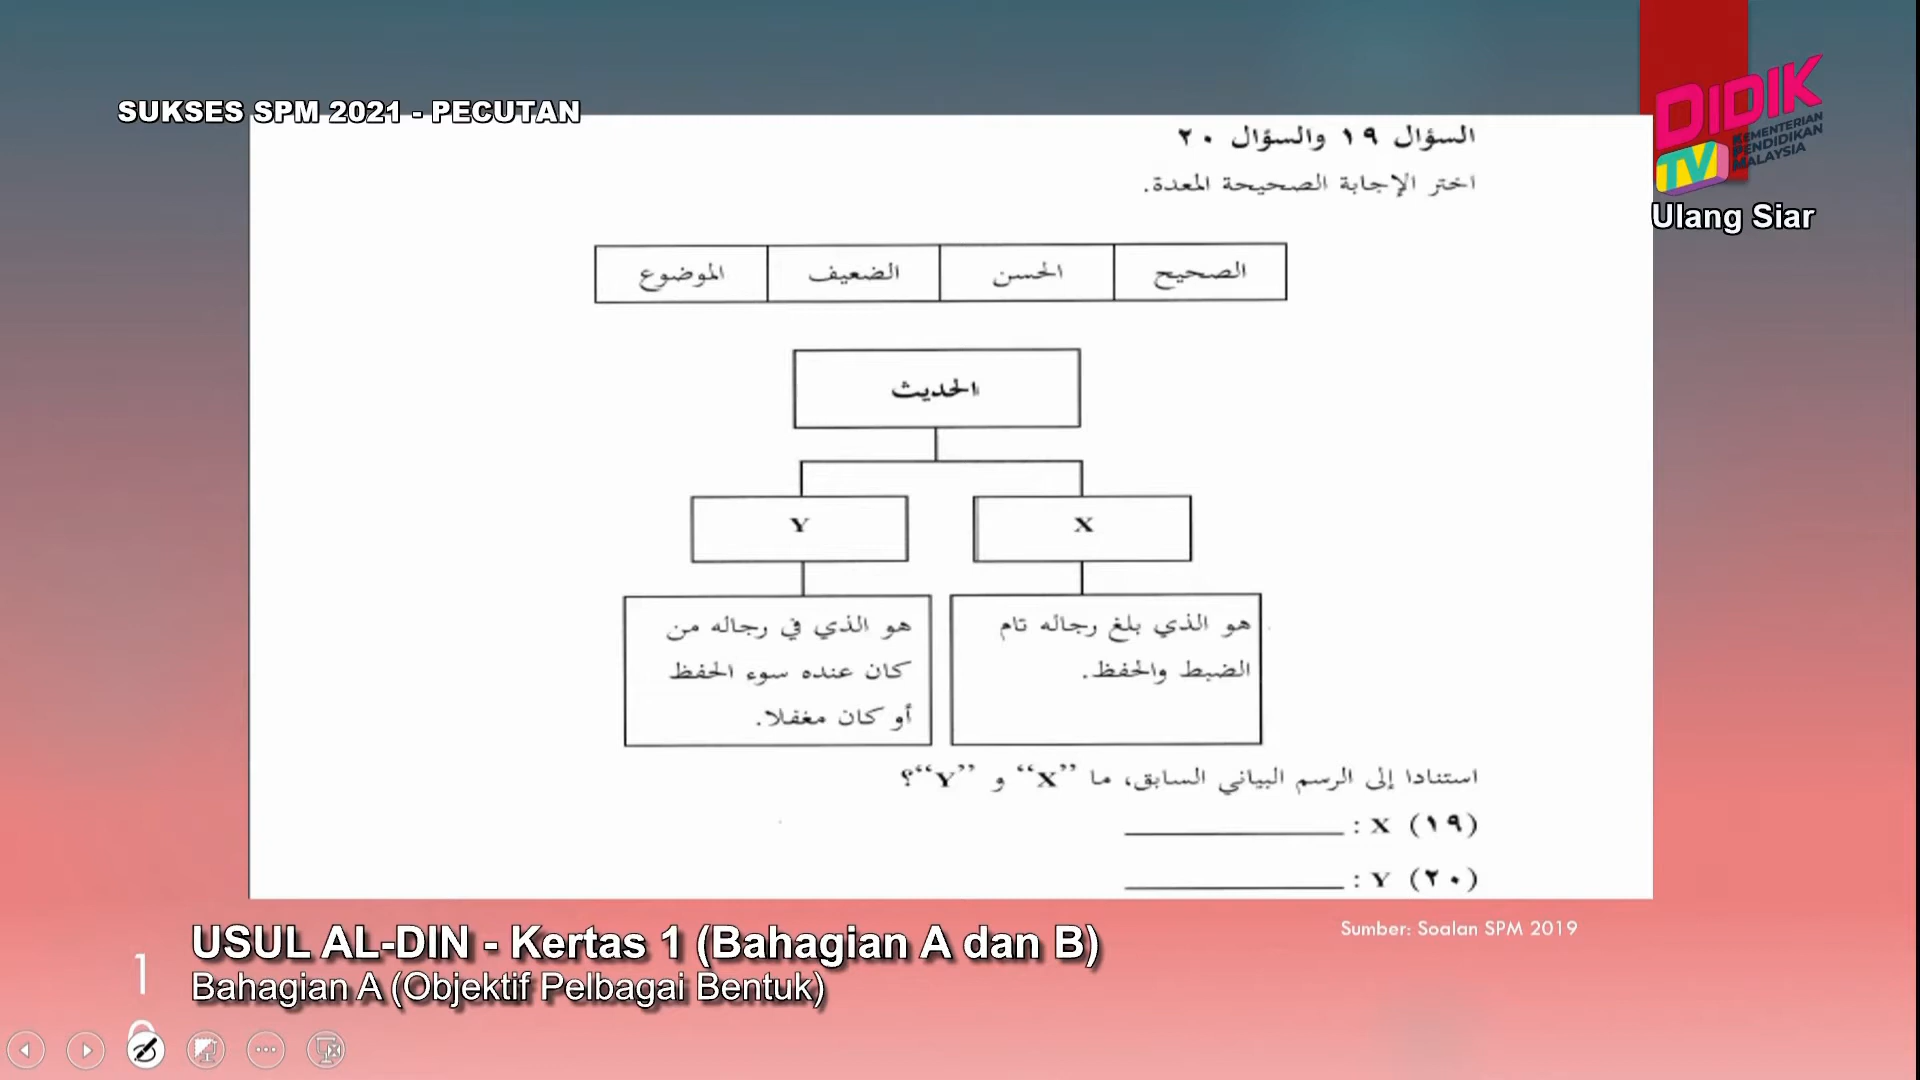 SUKSES SPM 2021 - PECUTAN
DIDIK
TV
KEMENTERIAN
PENDIDIKAN
MALAYSIA
Ulang Siar
السؤال ١٩ والسؤال ٢٠
اختر الإجابة الصحيحة المعدة.
الصحيح
الحسن
الضعيف
الموضوع
الحديث
X
Y
هو الذي بلغ رجاله تام
الضبط والحفظ.
هو الذي في رجاله من
كان عنده سوء الحفظ
أو كان مغفلا.
استنادا إلى الرسم البياني السابق، ما “X” و “Y”؟
(١٩) X : ____________
(٢٠) Y : ____________
Sumber: Soalan SPM 2019
USUL AL-DIN - Kertas 1 (Bahagian A dan B)
Bahagian A (Objektif Pelbagai Bentuk)